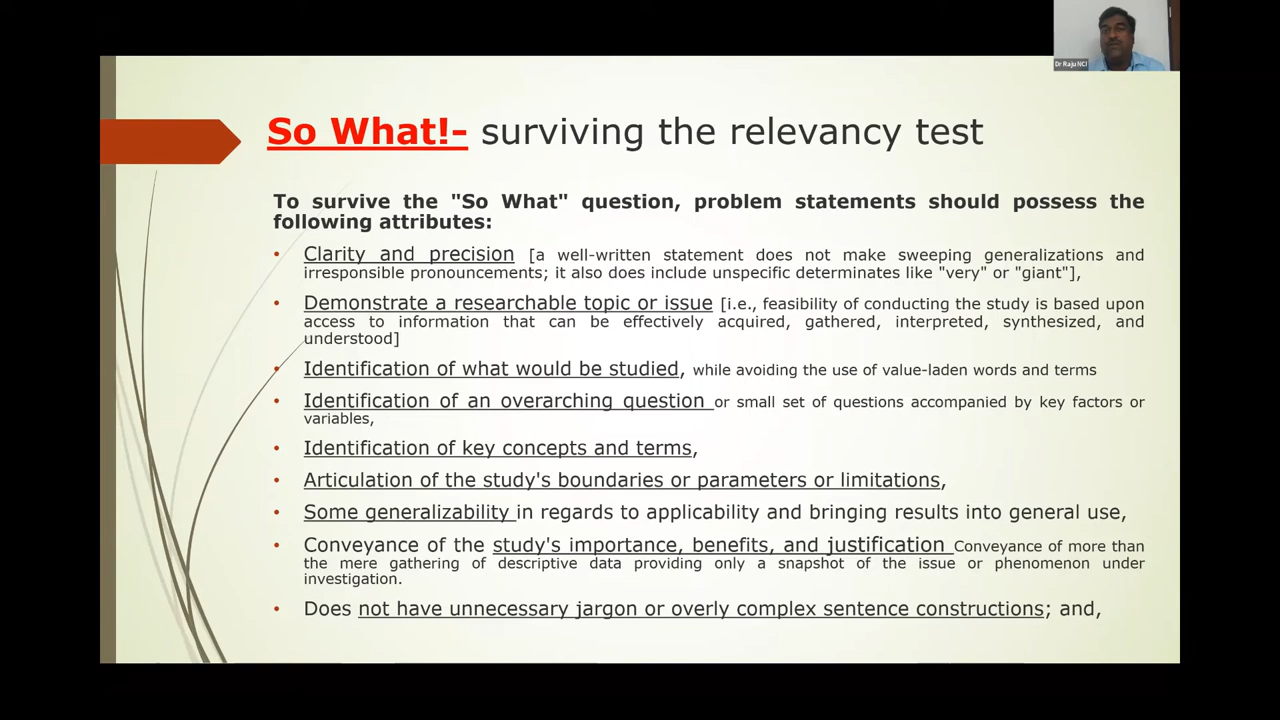 Dr Raju NCI
So What!- surviving the relevancy test
To survive the "So What" question, problem statements should possess the
following attributes:
• Clarity and precision [a well-written statement does not make sweeping generalizations and
irresponsible pronouncements; it also does include unspecific determinates like "very" or "giant"],
• Demonstrate a researchable topic or issue [i.e., feasibility of conducting the study is based upon
access to information that can be effectively acquired, gathered, interpreted, synthesized, and
understood]
• Identification of what would be studied, while avoiding the use of value-laden words and terms
• Identification of an overarching question or small set of questions accompanied by key factors or
variables,
• Identification of key concepts and terms,
• Articulation of the study's boundaries or parameters or limitations,
• Some generalizability in regards to applicability and bringing results into general use,
• Conveyance of the study's importance, benefits, and justification Conveyance of more than
the mere gathering of descriptive data providing only a snapshot of the issue or phenomenon under
investigation.
• Does not have unnecessary jargon or overly complex sentence constructions; and,